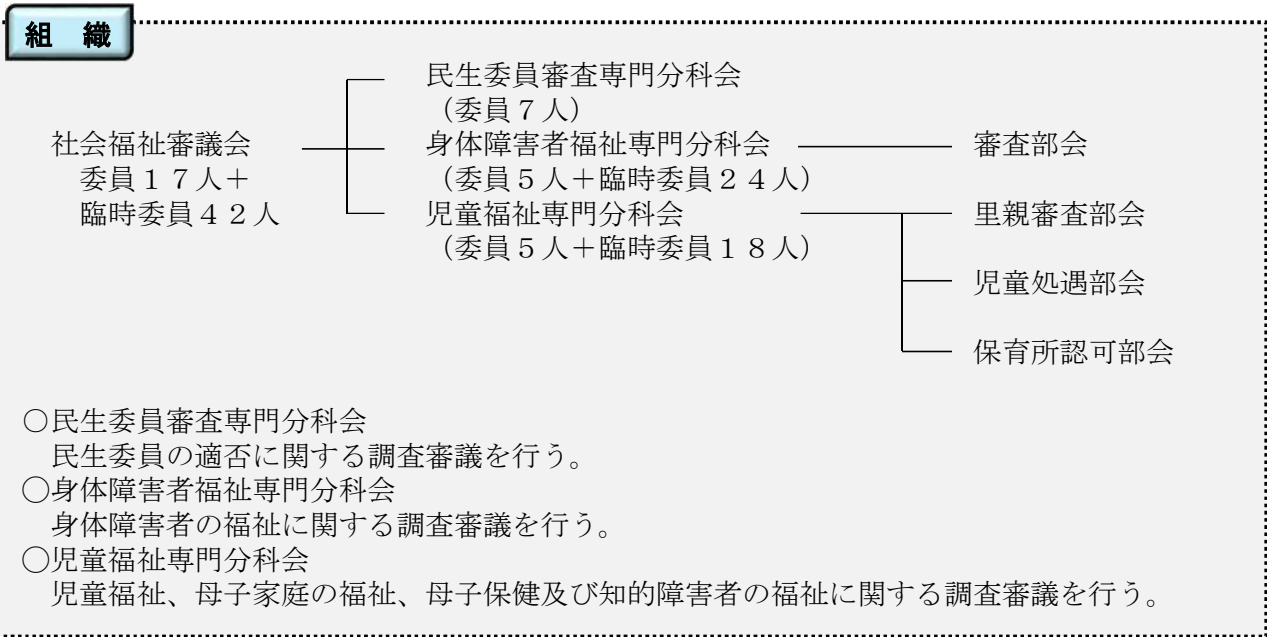 組　織
民生委員審査専門分科会
（委員７人）
社会福祉審議会
委員１７人＋
臨時委員４２人
身体障害者福祉専門分科会
（委員５人＋臨時委員２４人）
審査部会
児童福祉専門分科会
（委員５人＋臨時委員１８人）
里親審査部会
児童処遇部会
保育所認可部会
○民生委員審査専門分科会
民生委員の適否に関する調査審議を行う。
○身体障害者福祉専門分科会
身体障害者の福祉に関する調査審議を行う。
○児童福祉専門分科会
児童福祉、母子家庭の福祉、母子保健及び知的障害者の福祉に関する調査審議を行う。